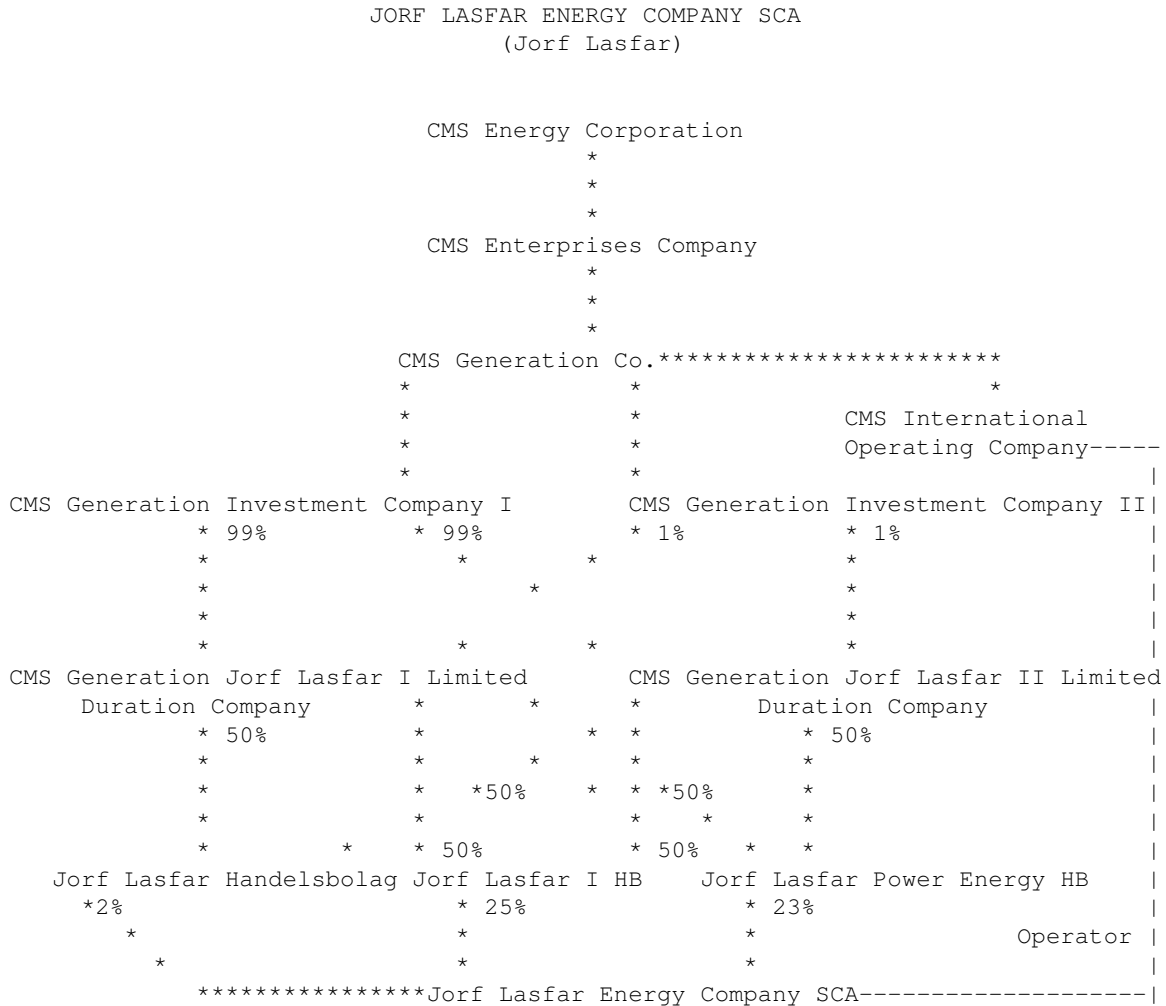 JORF LASFAR ENERGY COMPANY SCA
(Jorf Lasfar)
CMS Energy Corporation
*
*
*
CMS Enterprises Company
*
*
*
CMS Generation Co.************************
* * *
* * CMS International
* * Operating Company-----
* * |
CMS Generation Investment Company I CMS Generation Investment Company II|
* 99% * 99% * 1% * 1% |
* * * * |
* * * |
* * |
* * * * |
CMS Generation Jorf Lasfar I Limited CMS Generation Jorf Lasfar II Limited
Duration Company * * * Duration Company |
* 50% * * * * 50% |
* * * * * |
* * *50% * * *50% * |
* * * * * |
* * * 50% * 50% * * |
Jorf Lasfar Handelsbolag Jorf Lasfar I HB Jorf Lasfar Power Energy HB |
*2% * 25% * 23% |
* * * Operator |
* * * |
****************Jorf Lasfar Energy Company SCA--------------------|